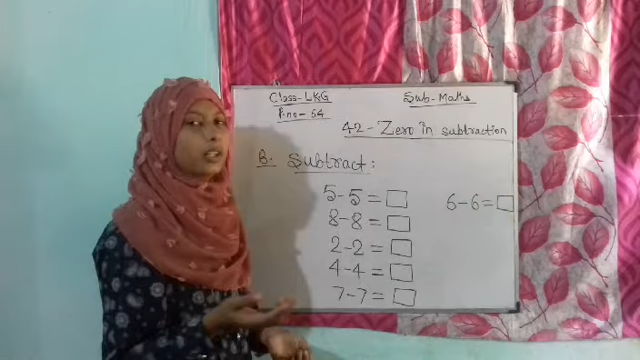 Class-LKG Sub-Maths
P.no-54
42-Zero in subtraction
B. Subtract:
5-5=
6-6=
8-8=
2-2=
4-4=
7-7=